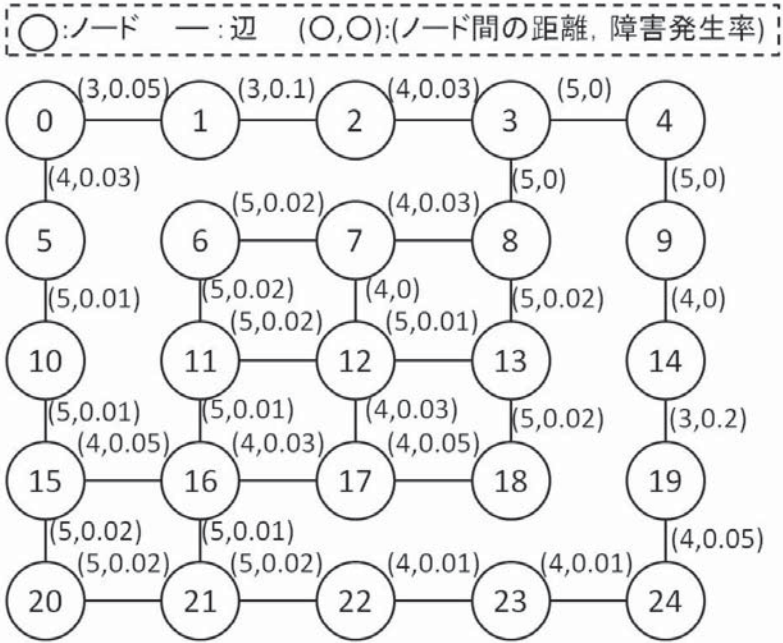 ○:ノード ―:辺 (○,○):(ノード間の距離, 障害発生率)
(3,0.05) (3,0.1) (4,0.03) (5,0)
0 1 2 3 4
(4,0.03) (5,0) (5,0)
(5,0.02) (4,0.03)
5 6 7 8 9
(5,0.01) (5,0.02) (4,0) (5,0.02) (4,0)
(5,0.02) (5,0.01)
10 11 12 13 14
(5,0.01) (5,0.01) (4,0.03) (5,0.02) (3,0.2)
(4,0.05) (4,0.03) (4,0.05)
15 16 17 18 19
(5,0.02) (5,0.01) (4,0.05)
(5,0.02) (5,0.02) (4,0.01) (4,0.01)
20 21 22 23 24